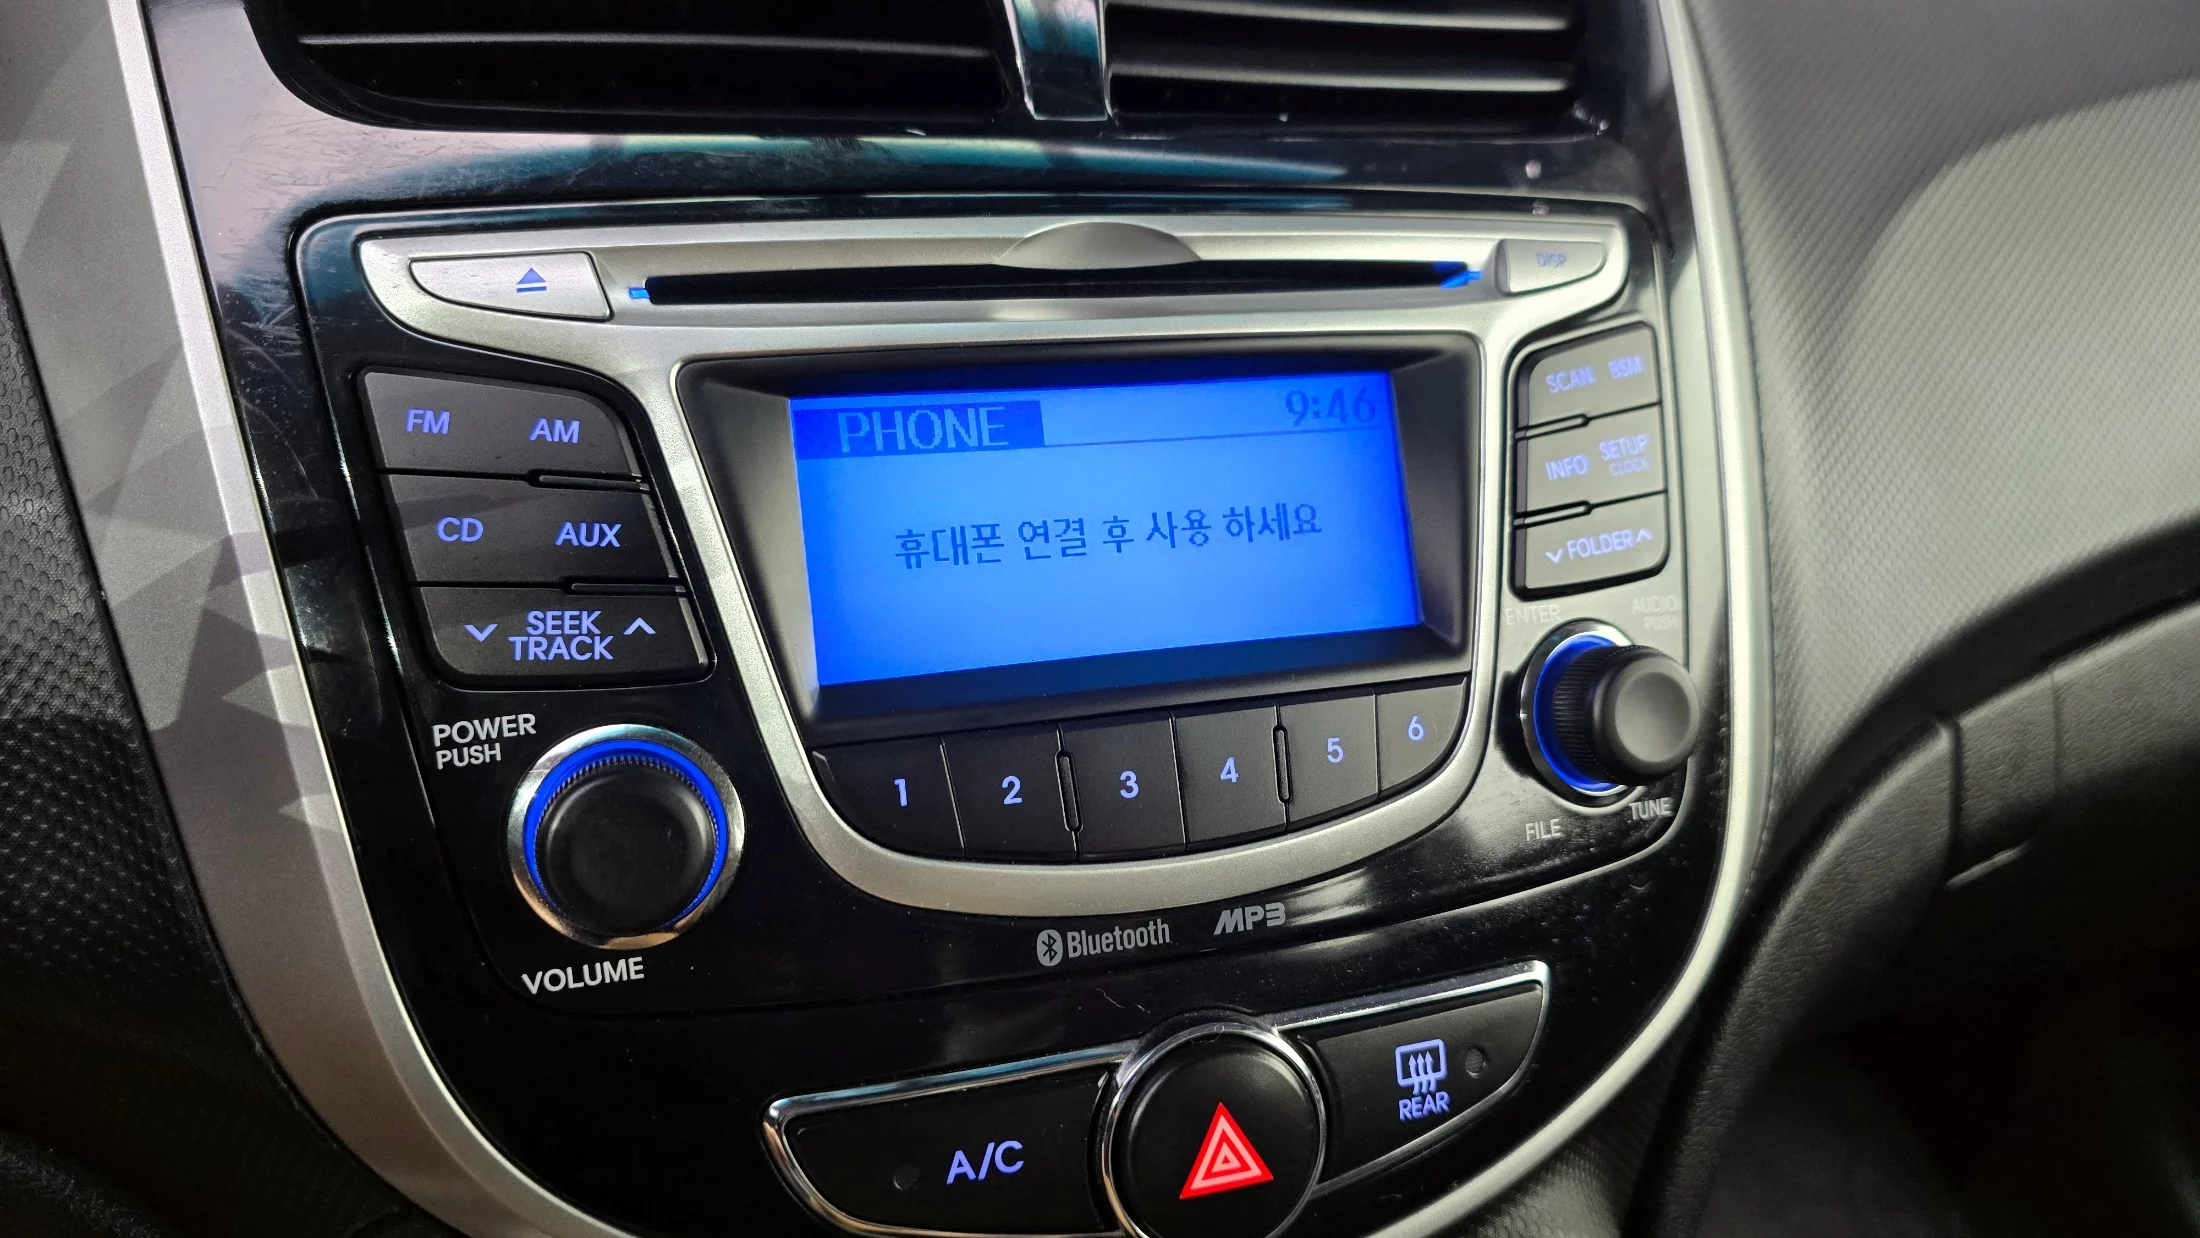 DISP
FM AM
CD AUX
SEEK
TRACK
PHONE 9:46
휴대폰 연결 후 사용 하세요
SCAN BSM
INFO SETUP
CLOCK
FOLDER
ENTER AUDIO
PUSH
FILE TUNE
1 2 3 4 5 6
POWER
PUSH
VOLUME
Bluetooth MP3
A/C
REAR